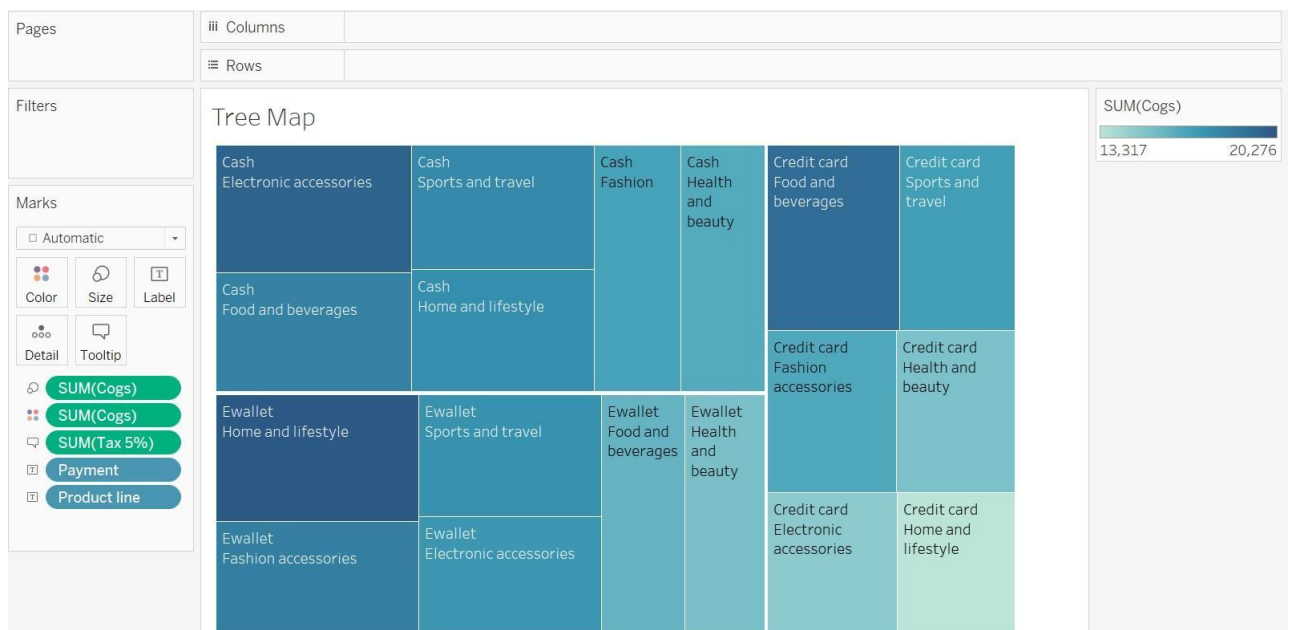 Pages
iii Columns
Rows
Filters
Tree Map
SUM(Cogs)
13,317 20,276
Marks
Automatic
Color Size Label
T
Detail Tooltip
SUM(Cogs)
SUM(Cogs)
SUM(Tax 5%)
T Payment
T Product line
Cash
Electronic accessories
Cash
Sports and travel
Cash
Fashion
Cash
Health
and
beauty
Credit card
Food and
beverages
Credit card
Sports and
travel
Cash
Food and beverages
Cash
Home and lifestyle
Credit card
Fashion
accessories
Credit card
Health and
beauty
Ewallet
Home and lifestyle
Ewallet
Sports and travel
Ewallet
Food and
beverages
Ewallet
Health
and
beauty
Credit card
Electronic
accessories
Credit card
Home and
lifestyle
Ewallet
Fashion accessories
Ewallet
Electronic accessories